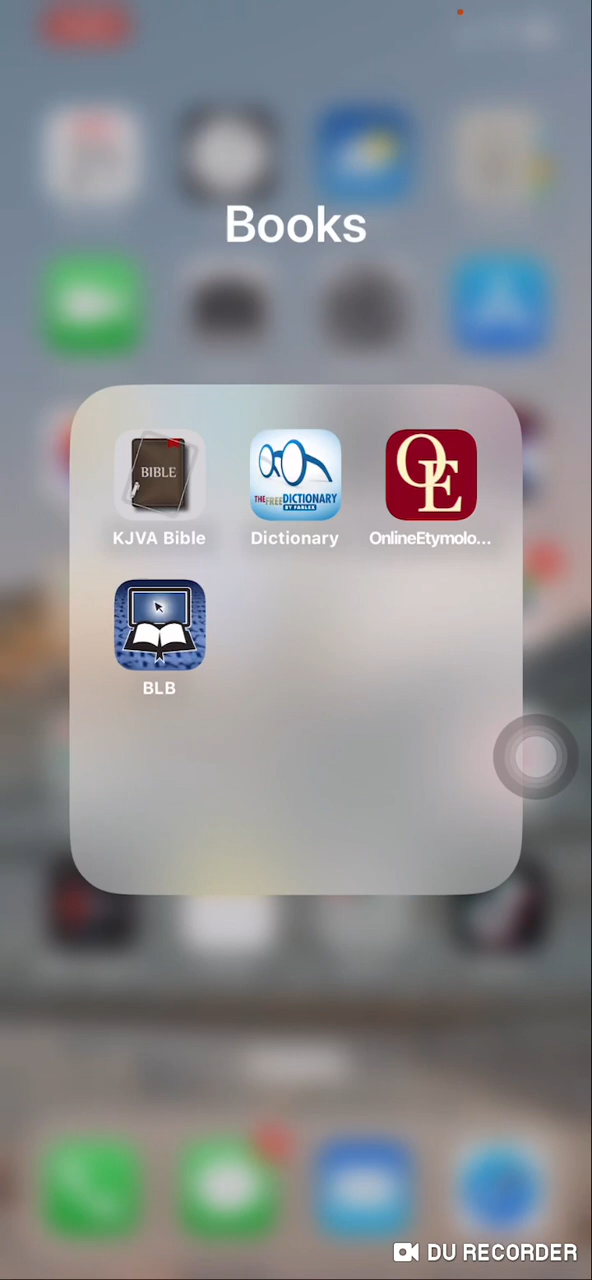 Books
BIBLE
THE FREE DICTIONARY
BY FARLEX
OE
KJVA Bible
Dictionary
OnlineEtymolo...
BLB
DU RECORDER